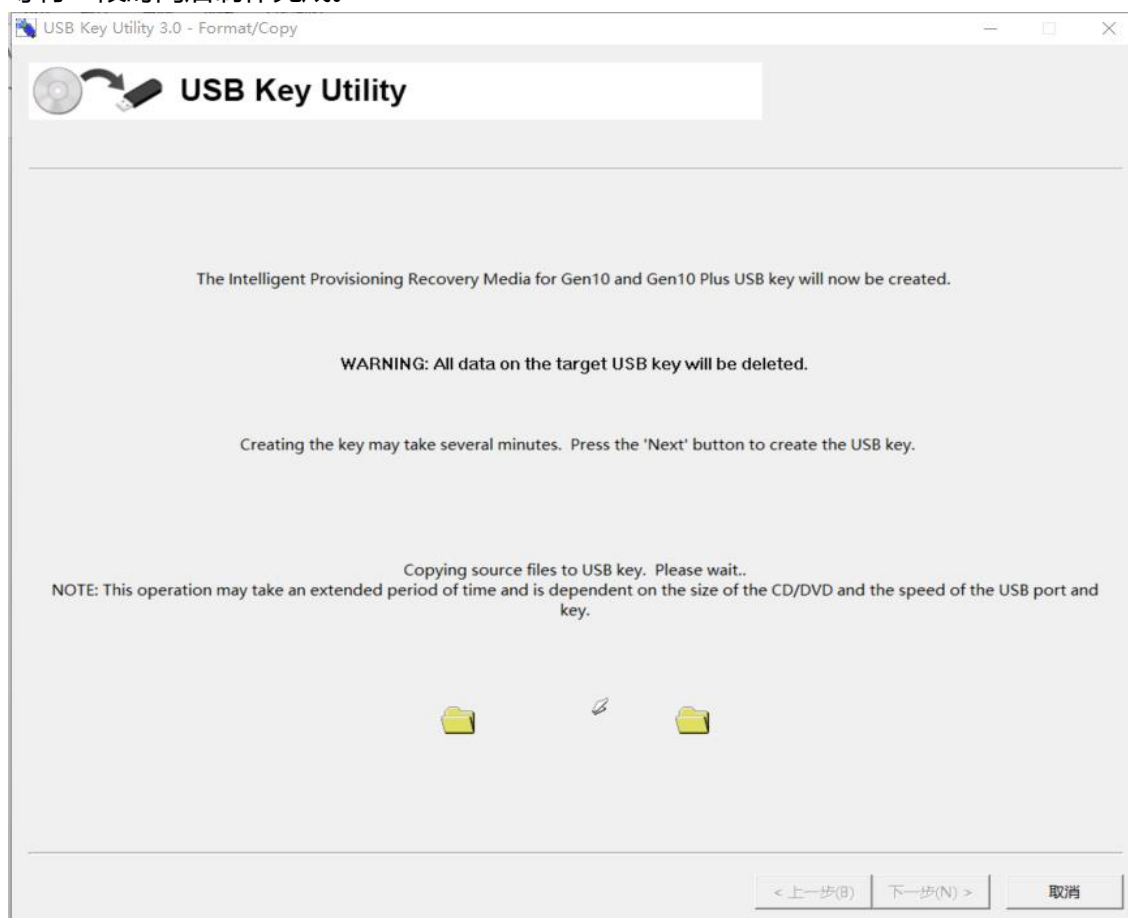 USB Key Utility 3.0 - Format/Copy
USB Key Utility
The Intelligent Provisioning Recovery Media for Gen10 and Gen10 Plus USB key will now be created.
WARNING: All data on the target USB key will be deleted.
Creating the key may take several minutes.  Press the 'Next' button to create the USB key.
Copying source files to USB key.  Please wait..
NOTE: This operation may take an extended period of time and is dependent on the size of the CD/DVD and the speed of the USB port and
key.
< 上一步(B)
下一步(N) >
取消